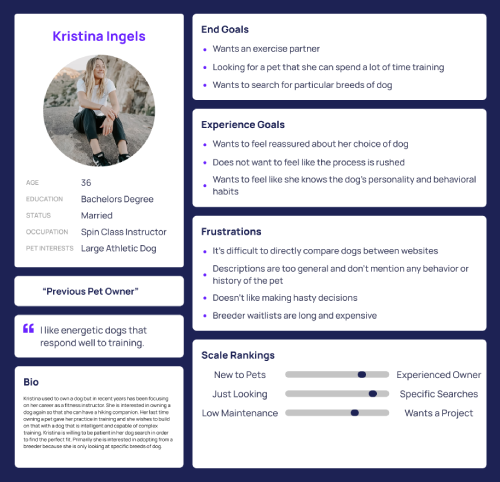 Kristina Ingels
AGE 36
EDUCATION Bachelors Degree
STATUS Married
OCCUPATION Spin Class Instructor
PET INTERESTS Large Athletic Dog
“Previous Pet Owner”
“ I like energetic dogs that
respond well to training.
Bio
Kristina used to own a dog but in recent years has been focusing
on her career as a fitness instructor. She is interested in owning a
dog again so that she can have a hiking companion. Her last time
owning a pet gave her practice in training and she wishes to build
on that with a dog that is intelligent and capable of complex
training. Kristina is willing to be patient in her dog search in order
to find the perfect fit. Primarily she is interested in adopting from a
breeder because she is only looking at specific breeds of dog.
End Goals
• Wants an exercise partner
• Looking for a pet that she can spend a lot of time training
• Wants to search for particular breeds of dog
Experience Goals
• Wants to feel reassured about her choice of dog
• Does not want to feel like the process is rushed
• Wants to feel like she knows the dog's personality and behavioral
habits
Frustrations
• It's difficult to directly compare dogs between websites
• Descriptions are too general and don't mention any behavior or
history of the pet
• Doesn't like making hasty decisions
• Breeder waitlists are long and expensive
Scale Rankings
New to Pets Experienced Owner
Just Looking Specific Searches
Low Maintenance Wants a Project